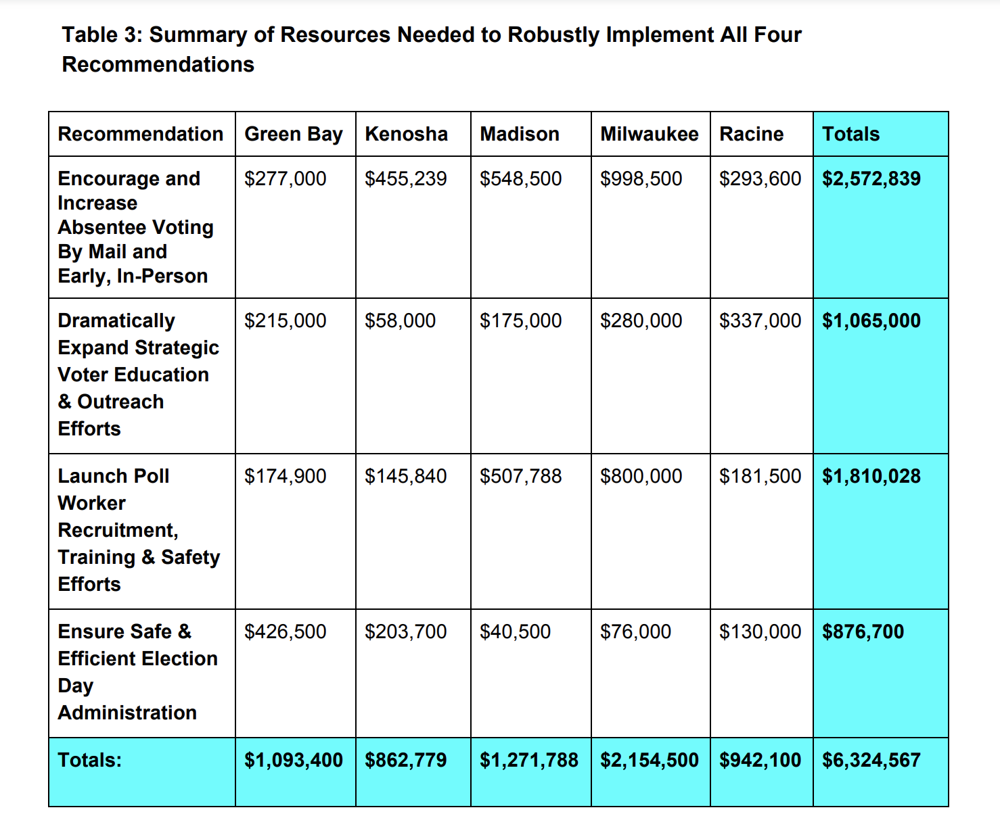 Table 3: Summary of Resources Needed to Robustly Implement All Four
Recommendations
Recommendation Green Bay Kenosha Madison Milwaukee Racine Totals
Encourage and $277,000 $455,239 $548,500 $998,500 $293,600 $2,572,839
Increase
Absentee Voting
By Mail and
Early, In-Person
Dramatically $215,000 $58,000 $175,000 $280,000 $337,000 $1,065,000
Expand Strategic
Voter Education
& Outreach
Efforts
Launch Poll $174,900 $145,840 $507,788 $800,000 $181,500 $1,810,028
Worker
Recruitment,
Training & Safety
Efforts
Ensure Safe & $426,500 $203,700 $40,500 $76,000 $130,000 $876,700
Efficient Election
Day
Administration
Totals: $1,093,400 $862,779 $1,271,788 $2,154,500 $942,100 $6,324,567